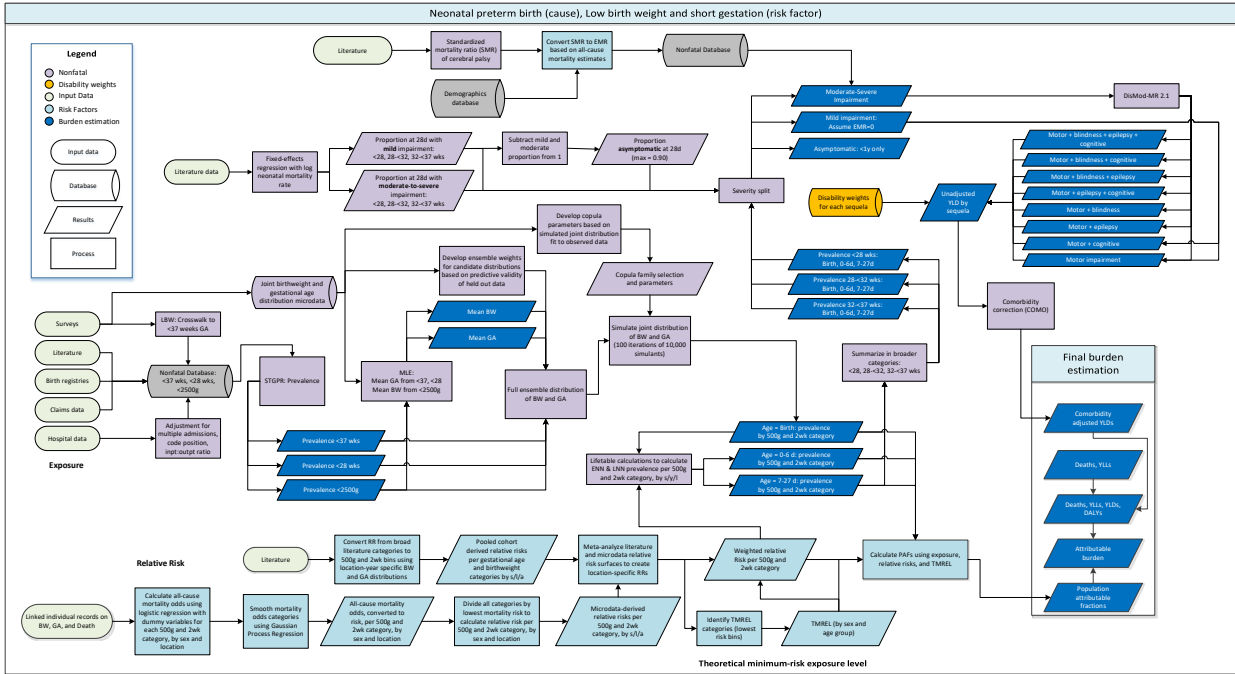 Neonatal preterm birth (cause), Low birth weight and short gestation (risk factor)
Legend
Nonfatal
Disability weights
Input Data
Risk Factors
Burden estimation
Input data
Database
Results
Process
Literature
Standardized
mortality ratio (SMR)
of cerebral palsy
Convert SMR to EMR
based on all-cause
mortality estimates
Nonfatal Database
Demographics
database
Literature data
Fixed-effects
regression with log
neonatal mortality
rate
Proportion at 28d with
mild impairment:
<28, 28-<32, 32-<37 wks
Proportion at 28d with
moderate-to-severe
impairment:
<28, 28-<32, 32-<37 wks
Subtract mild and
moderate
proportion from 1
Proportion
asymptomatic at 28d
(max = 0.90)
Severity split
Moderate-Severe
Impairment
Mild impairment:
Assume EMR=0
Asymptomatic: <1y only
DisMod-MR 2.1
Motor + blindness + epilepsy +
cognitive
Motor + blindness + cognitive
Motor + blindness + epilepsy
Motor + epilepsy + cognitive
Motor + blindness
Motor + epilepsy
Motor + cognitive
Motor impairment
Disability weights
for each sequela
Unadjusted
YLD by
sequela
Comorbidity
correction (COMO)
Develop copula
parameters based on
simulated joint distribution
fit to observed data
Develop ensemble weights
for candidate distributions
based on predictive validity
of held out data
Joint birthweight and
gestational age
distribution microdata
Copula family selection
and parameters
Prevalence <28 wks:
Birth, 0-6d, 7-27d
Prevalence 28-<32 wks:
Birth, 0-6d, 7-27d
Prevalence 32-<37 wks:
Birth, 0-6d, 7-27d
Surveys
Literature
Birth registries
Claims data
Hospital data
Exposure
LBW: Crosswalk to
<37 weeks GA
Nonfatal Database:
<37 wks, <28 wks,
<2500g
Adjustment for
multiple admissions,
code position,
inpt:outpt ratio
STGPR: Prevalence
Mean BW
Mean GA
MLE:
Mean GA from <37, <28
Mean BW from <2500g
Full ensemble distribution
of BW and GA
Simulate joint distribution
of BW and GA
(100 iterations of 10,000
simulants)
Summarize in broader
categories:
<28, 28-<32, 32-<37 wks
Prevalence <37 wks
Prevalence <28 wks
Prevalence <2500g
Lifetable calculations to calculate
ENN & LNN prevalence per 500g
and 2wk category, by s/y/l
Age = Birth: prevalence
by 500g and 2wk category
Age = 0-6 d: prevalence
by 500g and 2wk category
Age = 7-27 d: prevalence
by 500g and 2wk category
Final burden
estimation
Comorbidity
adjusted YLDs
Deaths, YLLs
Deaths, YLLs, YLDs,
DALYs
Attributable
burden
Population
attributable
fractions
Relative Risk
Literature
Convert RR from broad
literature categories to
500g and 2wk bins using
location-year specific BW
and GA distributions
Pooled cohort
derived relative risks
per gestational age
and birthweight
categories by s/l/a
Meta-analyze literature
and microdata relative
risk surfaces to create
location-specific RRs
Weighted relative
Risk per 500g and
2wk category
Calculate PAFs using exposure,
relative risks, and TMREL
Linked individual records on
BW, GA, and Death
Calculate all-cause
mortality odds using
logistic regression with
dummy variables for
each 500g and 2wk
category, by sex and
location
Smooth mortality
odds categories
using Gaussian
Process Regression
All-cause mortality
odds, converted to
risk, per 500g and
2wk category, by
sex and location
Divide all categories by
lowest mortality risk to
calculate relative risk per
500g and 2wk category, by
sex and location
Microdata-derived
relative risks per
500g and 2wk
category, by s/l/a
Identify TMREL
categories (lowest
risk bins)
TMREL (by sex and
age group)
Theoretical minimum-risk exposure level